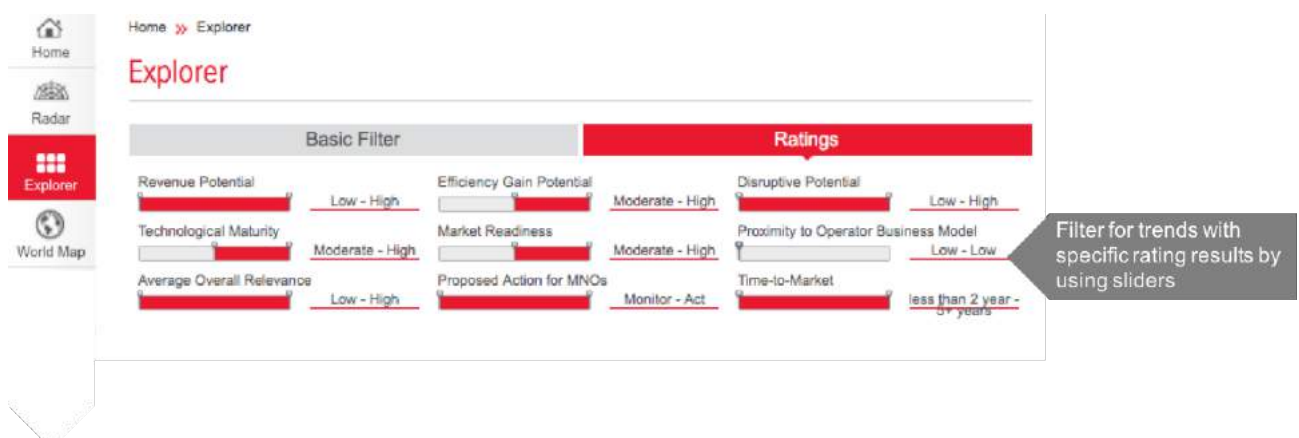 Home
Radar
Explorer
World Map
Home » Explorer
Explorer
Basic Filter
Ratings
Revenue Potential
Low - High
Efficiency Gain Potential
Moderate - High
Disruptive Potential
Low - High
Technological Maturity
Moderate - High
Market Readiness
Moderate - High
Proximity to Operator Business Model
Low - Low
Average Overall Relevance
Low - High
Proposed Action for MNOs
Monitor - Act
Time-to-Market
less than 2 year -
5+ years
Filter for trends with
specific rating results by
using sliders